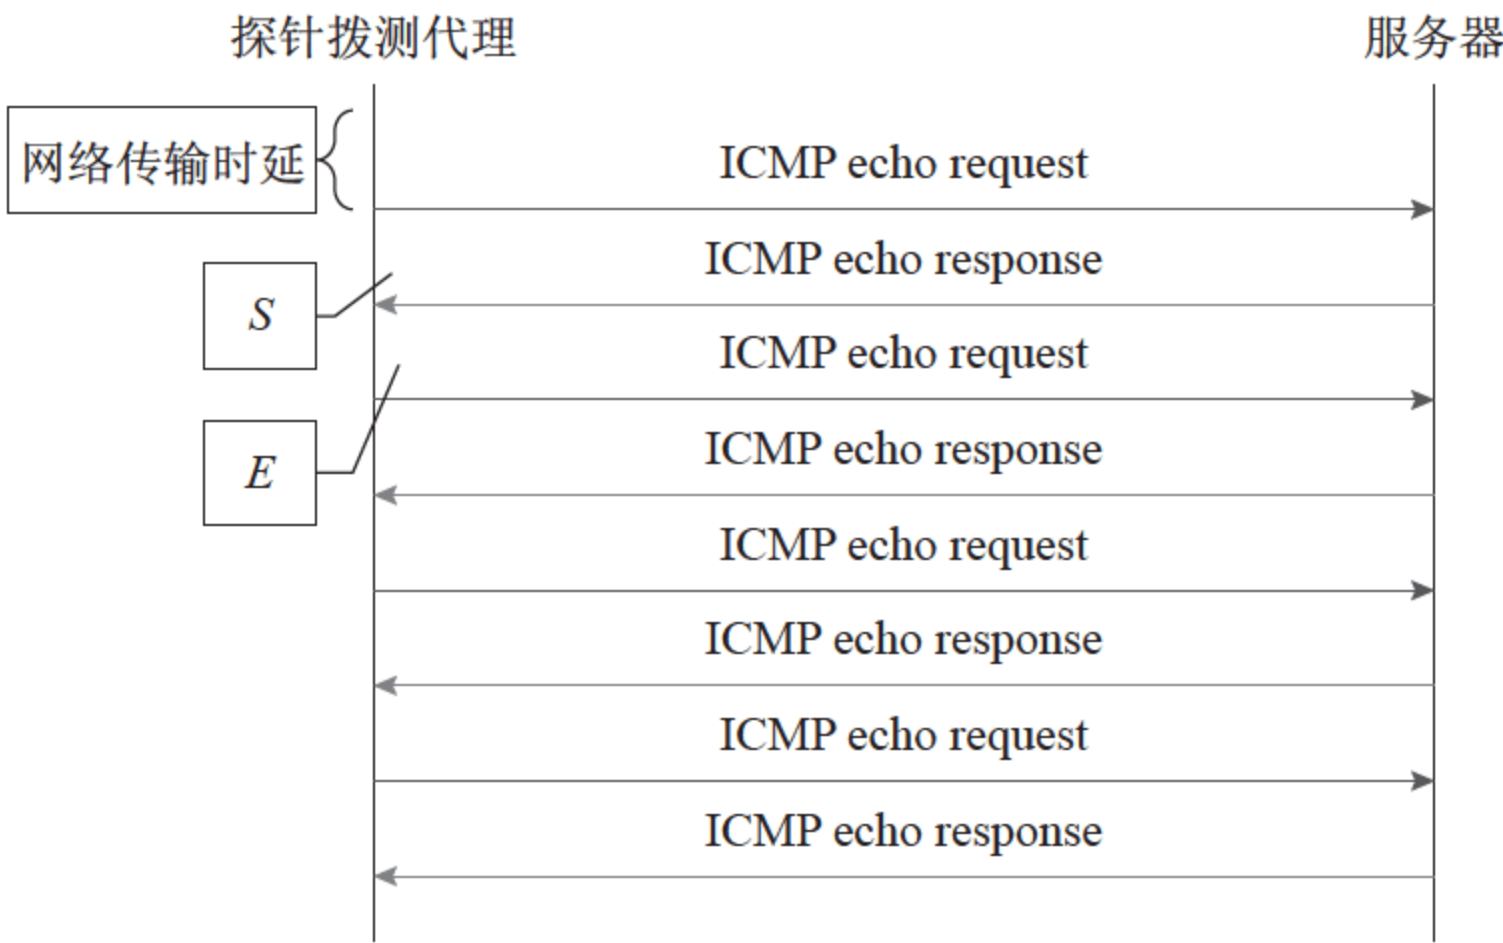 探针拨测代理
服务器
网络传输时延
ICMP echo request
ICMP echo response
S
ICMP echo request
ICMP echo response
E
ICMP echo request
ICMP echo response
ICMP echo request
ICMP echo response